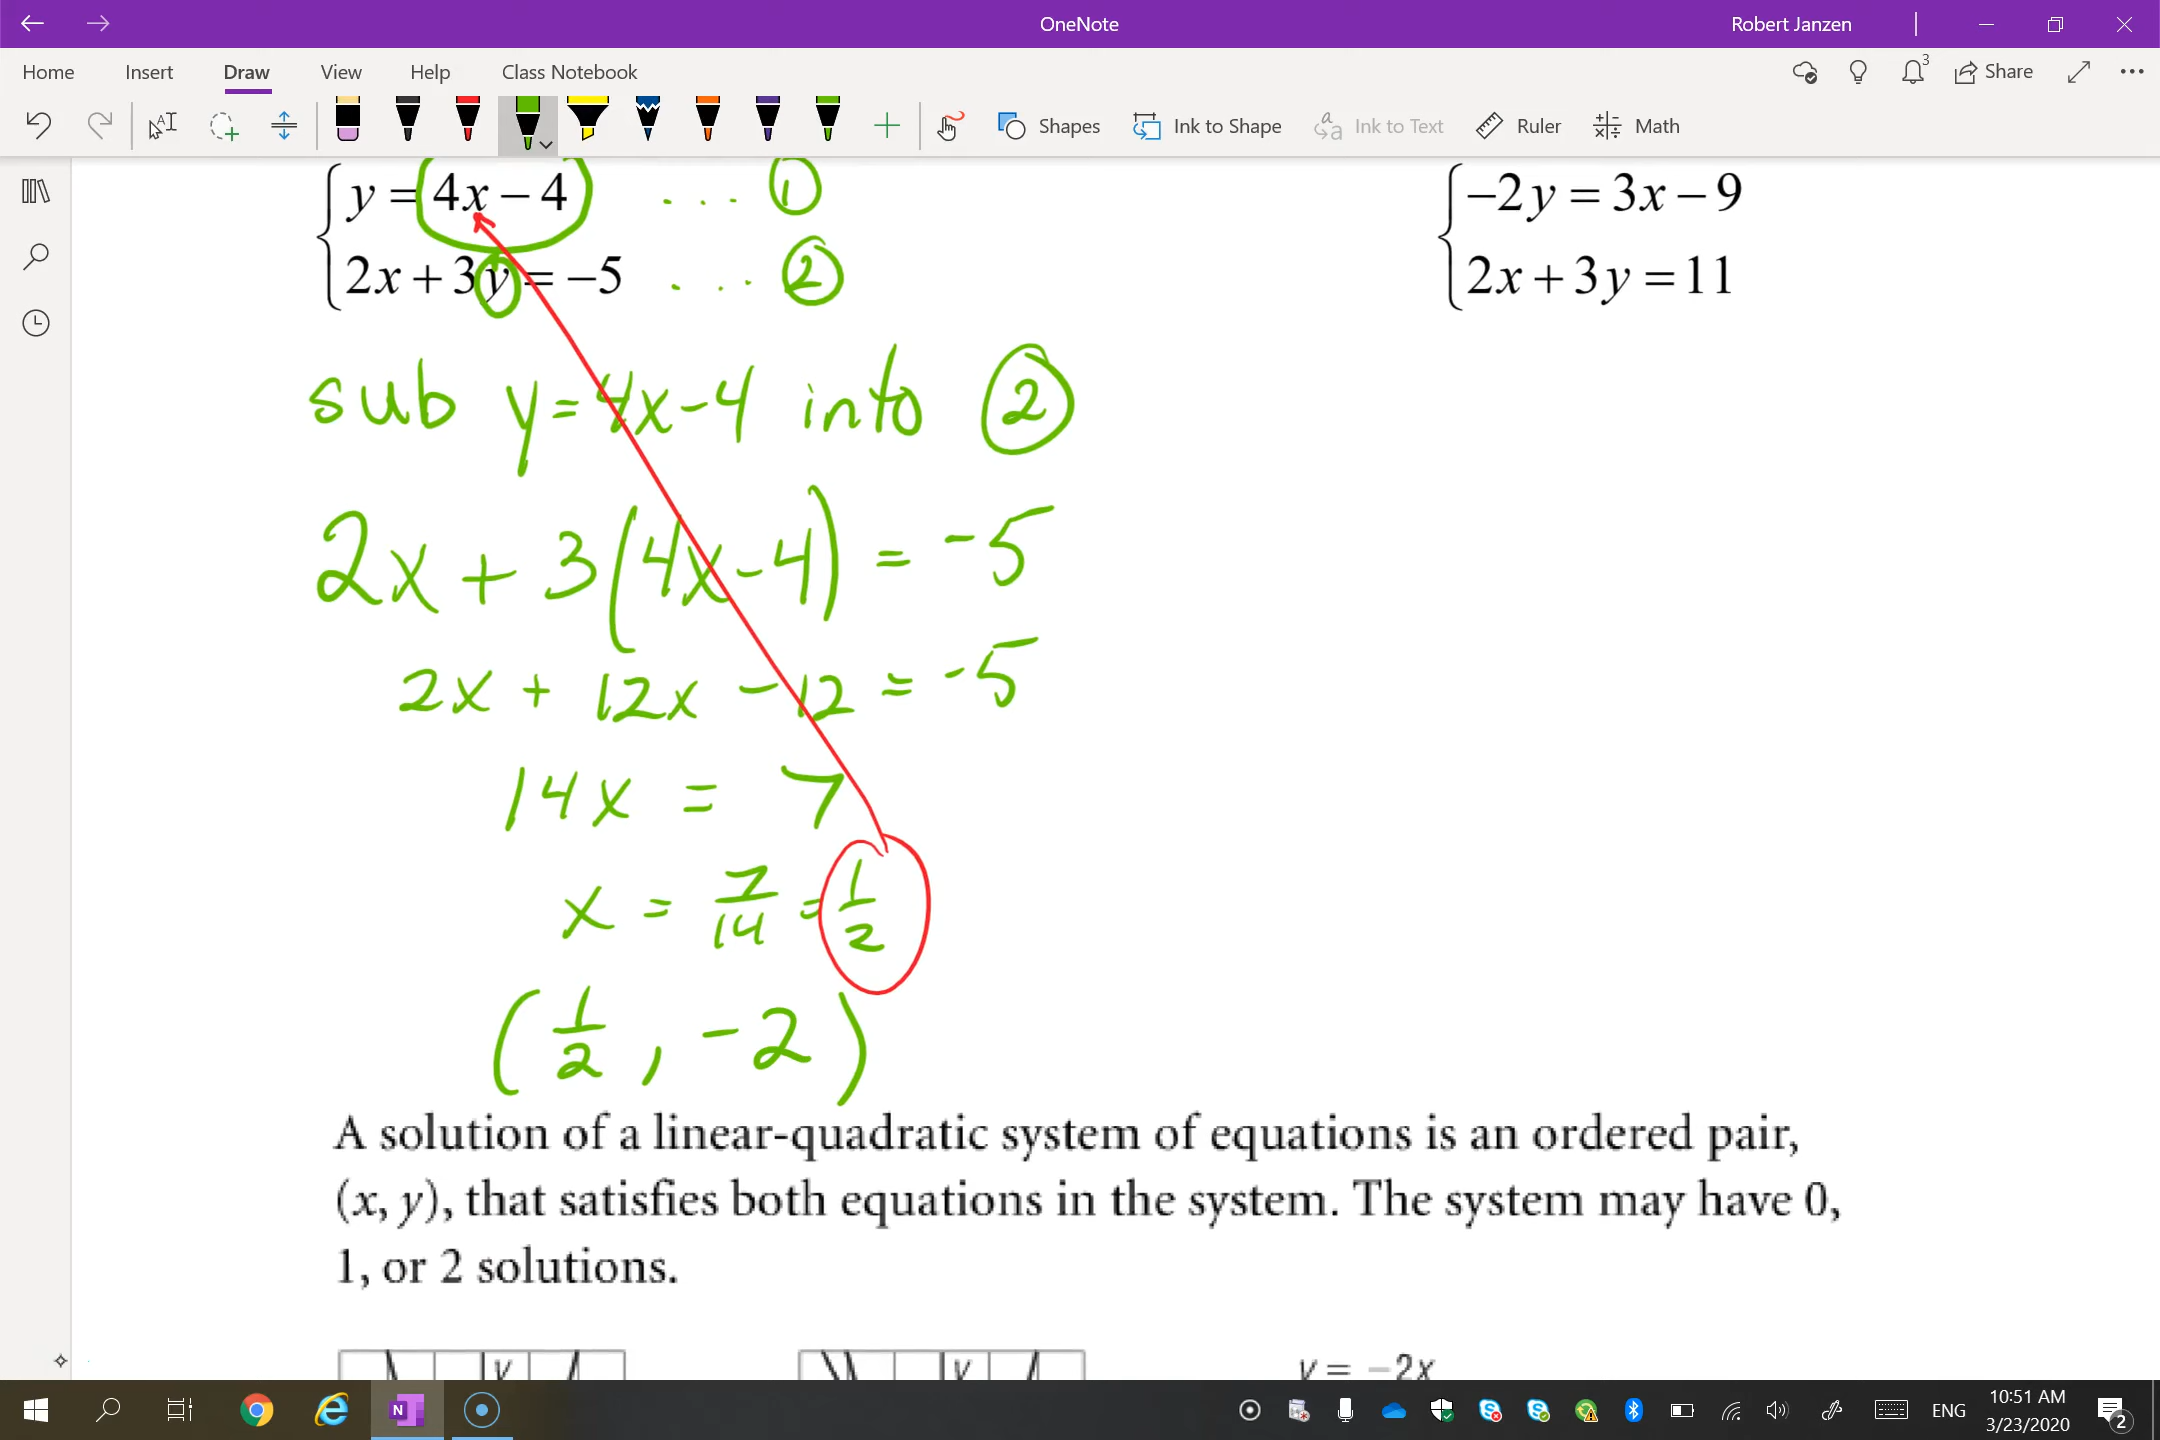 OneNote
Robert Janzen
Home Insert Draw View Help Class Notebook
3
Share
Shapes Ink to Shape Ink to Text Ruler Math
y = 4x − 4 ... ①
2x + 3y = −5 ... ②
−2y = 3x − 9
2x + 3y = 11
sub y = 4x − 4 into ②
2x + 3(4x − 4) = −5
2x + 12x − 12 = −5
14x = 7
x = 7/14 = 1/2
(1/2, −2)
A solution of a linear-quadratic system of equations is an ordered pair,
(x, y), that satisfies both equations in the system. The system may have 0,
1, or 2 solutions.
y y y = −2x
ENG
10:51 AM
3/23/2020
2